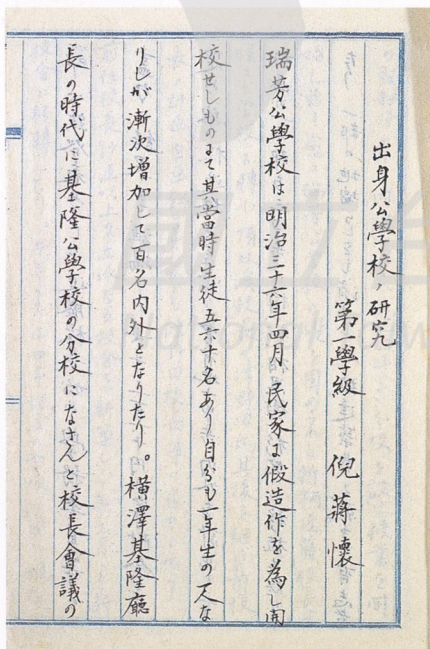 出身公學校ノ研究
第一學級 倪蔣懷
瑞芳公學校は明治三十六年四月、民家は假造作を為し開
校せしものまて其當時生徒五六十名あり自分も一年生の一人な
りしが漸次增加して百名內外となりたり。橫澤基隆廳
長の時代に基隆公學校の分校になさんと校長會議の